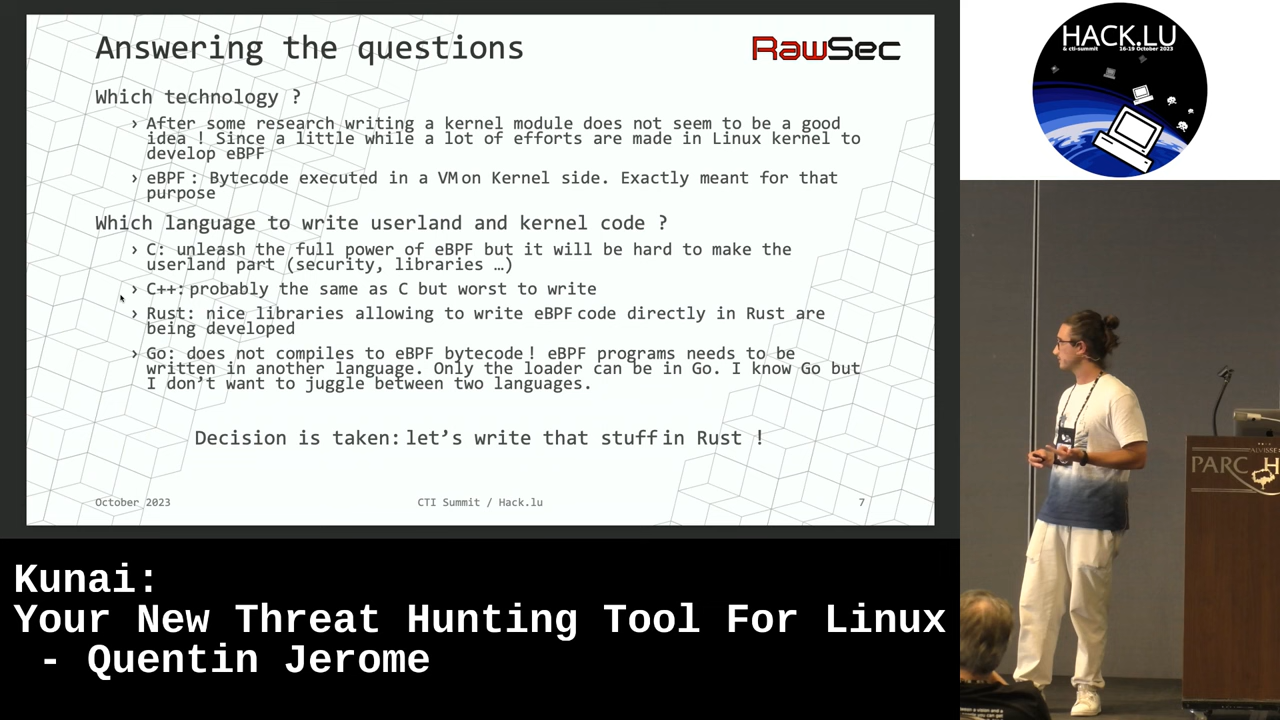 Answering the questions
RawSec
Which technology ?
› After some research writing a kernel module does not seem to be a good
idea ! Since a little while a lot of efforts are made in Linux kernel to
develop eBPF
› eBPF : Bytecode executed in a VM on Kernel side. Exactly meant for that
purpose
Which language to write userland and kernel code ?
› C: unleash the full power of eBPF but it will be hard to make the
userland part (security, libraries …)
› C++: probably the same as C but worst to write
› Rust: nice libraries allowing to write eBPF code directly in Rust are
being developed
› Go: does not compiles to eBPF bytecode ! eBPF programs needs to be
written in another language. Only the loader can be in Go. I know Go but
I don’t want to juggle between two languages.
Decision is taken: let’s write that stuff in Rust !
October 2023
CTI Summit / Hack.lu
7
HACK.LU
& cti-summit 16-19 October 2023
ALVISSE
PARC H
Kunai:
Your New Threat Hunting Tool For Linux
- Quentin Jerome